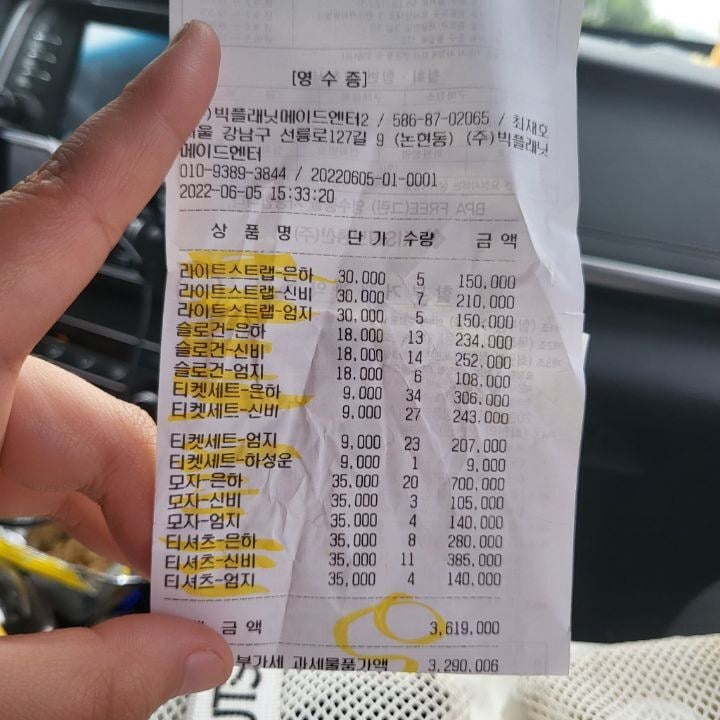 [영 수 증]
)빅플래닛메이드엔터2 / 586-87-02065 / 최재호
서울 강남구 선릉로127길 9 (논현동) (주)빅플래닛
메이드엔터
010-9389-3844 / 20220605-01-0001
2022-06-05 15:33:20
상 품 명 단 가 수량 금 액
라이트스트랩-은하 30,000 5 150,000
라이트스트랩-신비 30,000 7 210,000
라이트스트랩-엄지 30,000 5 150,000
슬로건-은하 18,000 13 234,000
슬로건-신비 18,000 14 252,000
슬로건-엄지 18,000 6 108,000
티켓세트-은하 9,000 34 306,000
티켓세트-신비 9,000 27 243,000
티켓세트-엄지 9,000 23 207,000
티켓세트-하성운 9,000 1 9,000
모자-은하 35,000 20 700,000
모자-신비 35,000 3 105,000
모자-엄지 35,000 4 140,000
티셔츠-은하 35,000 8 280,000
티셔츠-신비 35,000 11 385,000
티셔츠-엄지 35,000 4 140,000
금 액 3,619,000
부가세 과세물품가액 3,290,006